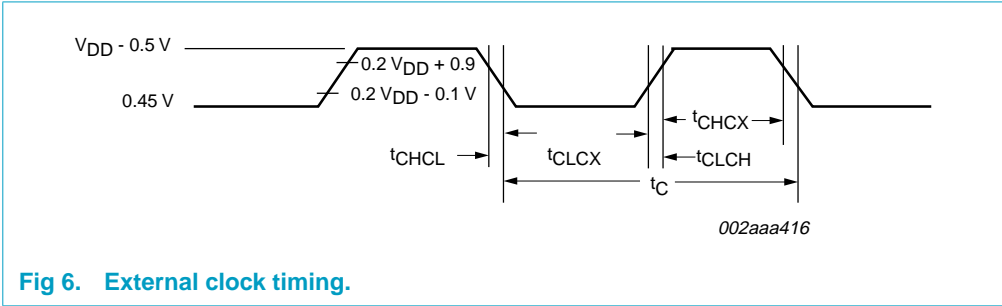 VDD - 0.5 V
0.2 VDD + 0.9
0.45 V
0.2 VDD - 0.1 V
tCHCX
tCHCL
tCLCX
tCLCH
tC
002aaa416
Fig 6. External clock timing.